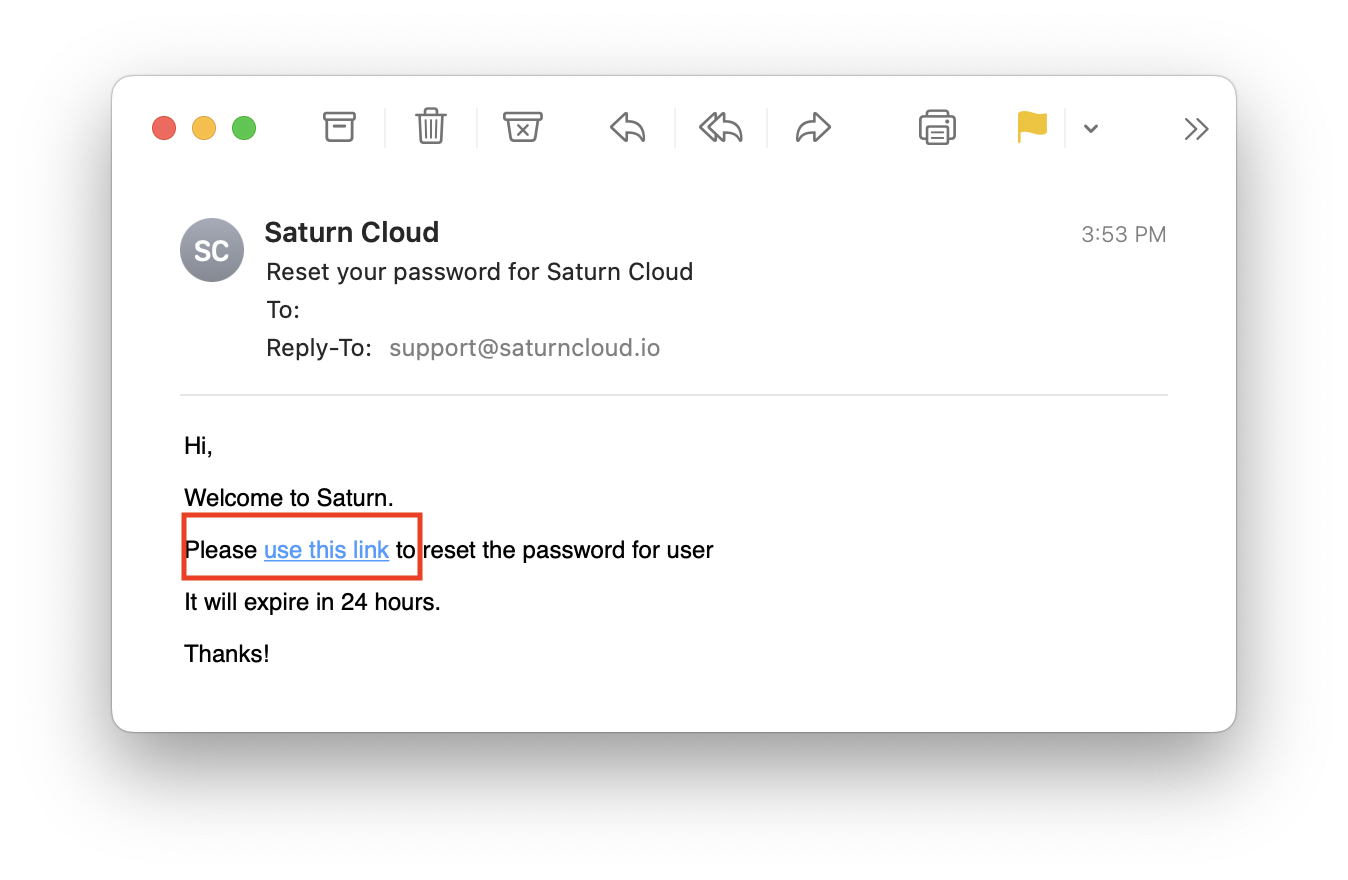 SC
Saturn Cloud
3:53 PM
Reset your password for Saturn Cloud
To:
Reply-To: support@saturncloud.io
Hi,
Welcome to Saturn.
Please use this link to reset the password for user
It will expire in 24 hours.
Thanks!